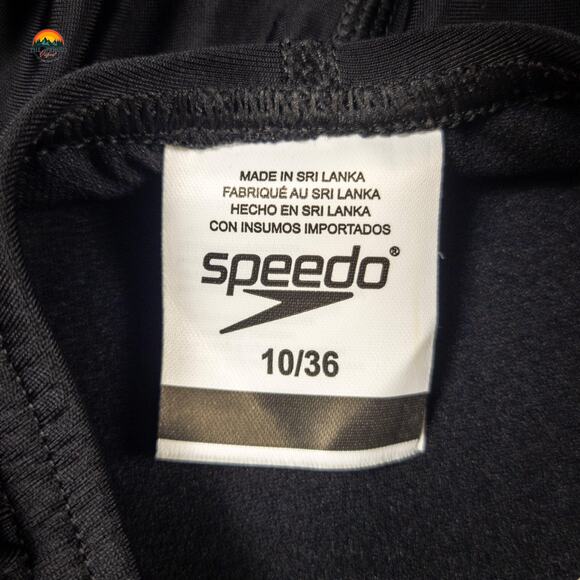 MADE IN SRI LANKA
FABRIQUÉ AU SRI LANKA
HECHO EN SRI LANKA
CON INSUMOS IMPORTADOS
speedo®
10/36